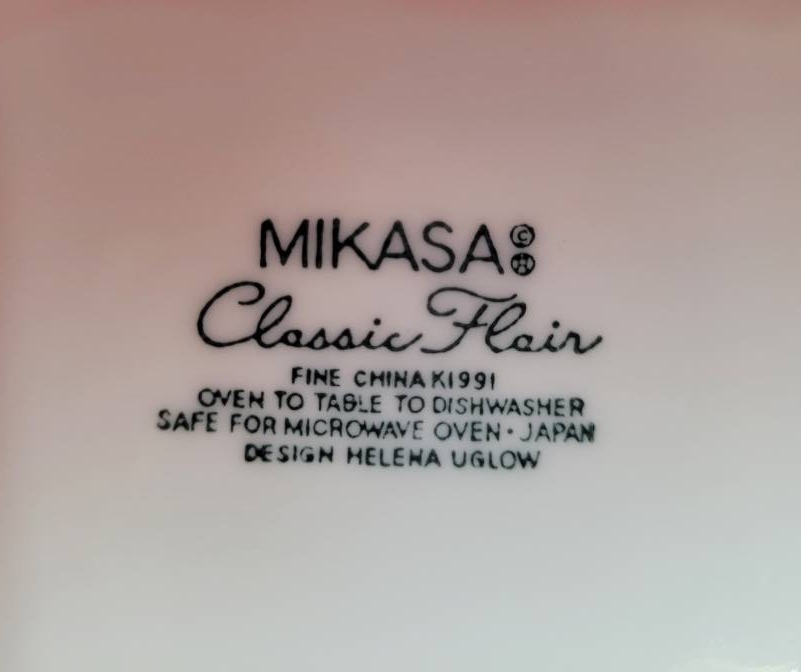 MIKASA ©
Classic Flair
FINE CHINA K1991
OVEN TO TABLE TO DISHWASHER
SAFE FOR MICROWAVE OVEN • JAPAN
DESIGN HELENA UGLOW